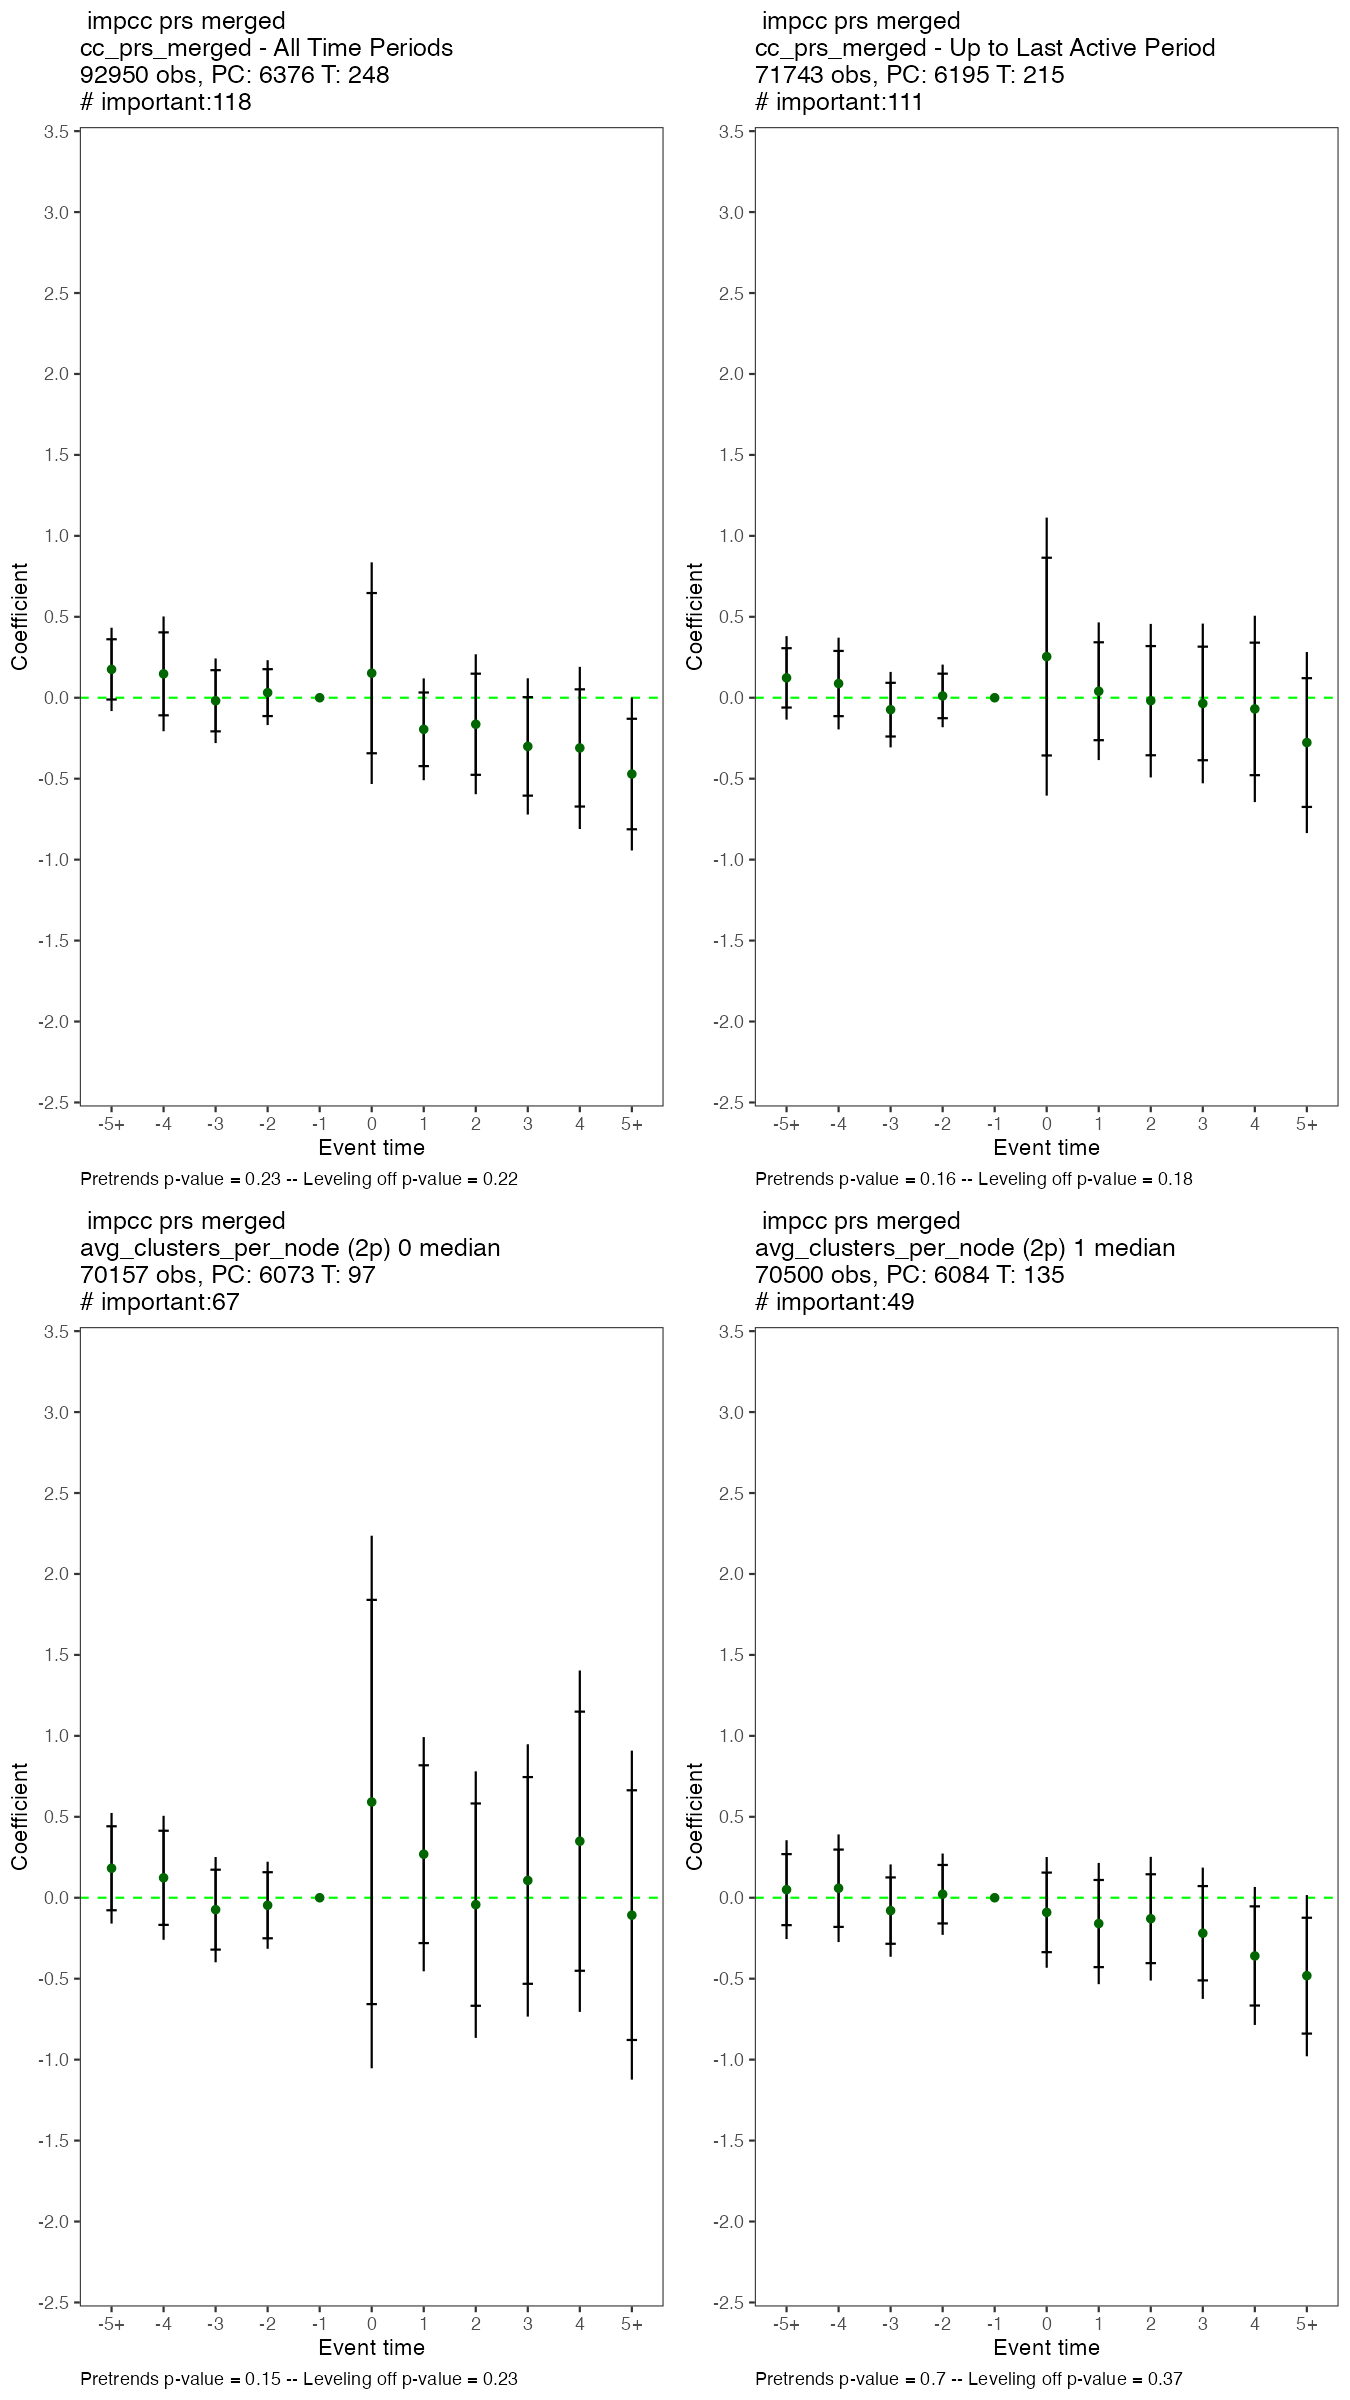 impcc prs merged
cc_prs_merged - All Time Periods
92950 obs, PC: 6376 T: 248
# important:118
3.5
3.0
2.5
2.0
1.5
1.0
0.5
0.0
-0.5
-1.0
-1.5
-2.0
-2.5
Coefficient
-5+ -4 -3 -2 -1 0 1 2 3 4 5+
Event time
Pretrends p-value = 0.23 -- Leveling off p-value = 0.22
impcc prs merged
cc_prs_merged - Up to Last Active Period
71743 obs, PC: 6195 T: 215
# important:111
3.5
3.0
2.5
2.0
1.5
1.0
0.5
0.0
-0.5
-1.0
-1.5
-2.0
-2.5
Coefficient
-5+ -4 -3 -2 -1 0 1 2 3 4 5+
Event time
Pretrends p-value = 0.16 -- Leveling off p-value = 0.18
impcc prs merged
avg_clusters_per_node (2p) 0 median
70157 obs, PC: 6073 T: 97
# important:67
3.5
3.0
2.5
2.0
1.5
1.0
0.5
0.0
-0.5
-1.0
-1.5
-2.0
-2.5
Coefficient
-5+ -4 -3 -2 -1 0 1 2 3 4 5+
Event time
Pretrends p-value = 0.15 -- Leveling off p-value = 0.23
impcc prs merged
avg_clusters_per_node (2p) 1 median
70500 obs, PC: 6084 T: 135
# important:49
3.5
3.0
2.5
2.0
1.5
1.0
0.5
0.0
-0.5
-1.0
-1.5
-2.0
-2.5
Coefficient
-5+ -4 -3 -2 -1 0 1 2 3 4 5+
Event time
Pretrends p-value = 0.7 -- Leveling off p-value = 0.37